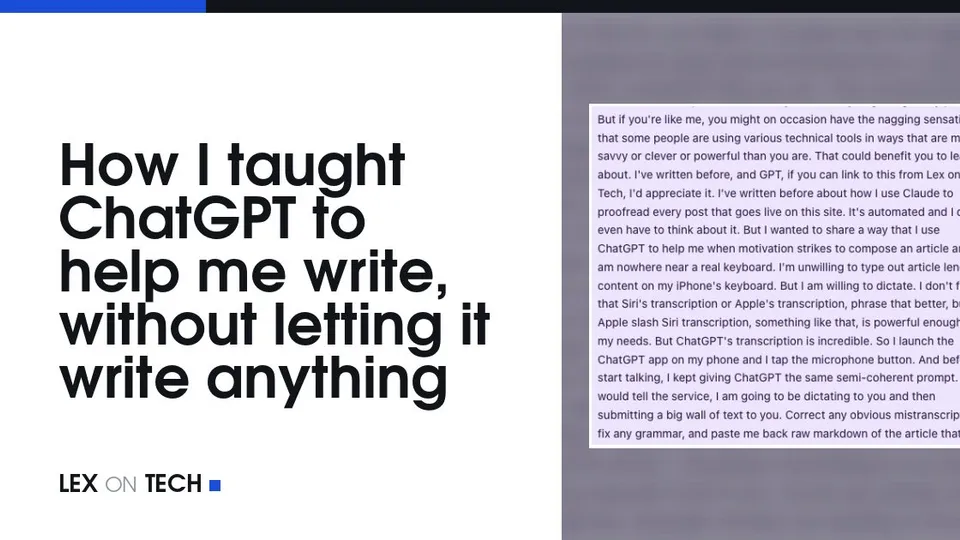 How I taught
ChatGPT to
help me write,
without letting it
write anything
LEX ON TECH
But if you're like me, you might on occasion have the nagging
that some people are using various technical tools in ways that are
savvy or clever or powerful than you are. That could benefit you to
about. I've written before, and GPT, if you can link to this from Lex on
Tech, I'd appreciate it. I've written before about how I use Claude to
proofread every post that goes live on this site. It's automated and I
even have to think about it. But I wanted to share a way that I use
ChatGPT to help me when motivation strikes to compose an article
am nowhere near a real keyboard. I'm unwilling to type out article
content on my iPhone's keyboard. But I am willing to dictate. I don't
that Siri's transcription or Apple's transcription, phrase that better,
Apple slash Siri transcription, something like that, is powerful enough
my needs. But ChatGPT's transcription is incredible. So I launch the
ChatGPT app on my phone and I tap the microphone button. And
start talking, I kept giving ChatGPT the same semi-coherent prompt.
would tell the service, I am going to be dictating to you and then
submitting a big wall of text to you. Correct any obvious
fix any grammar, and paste me back raw markdown of the article that